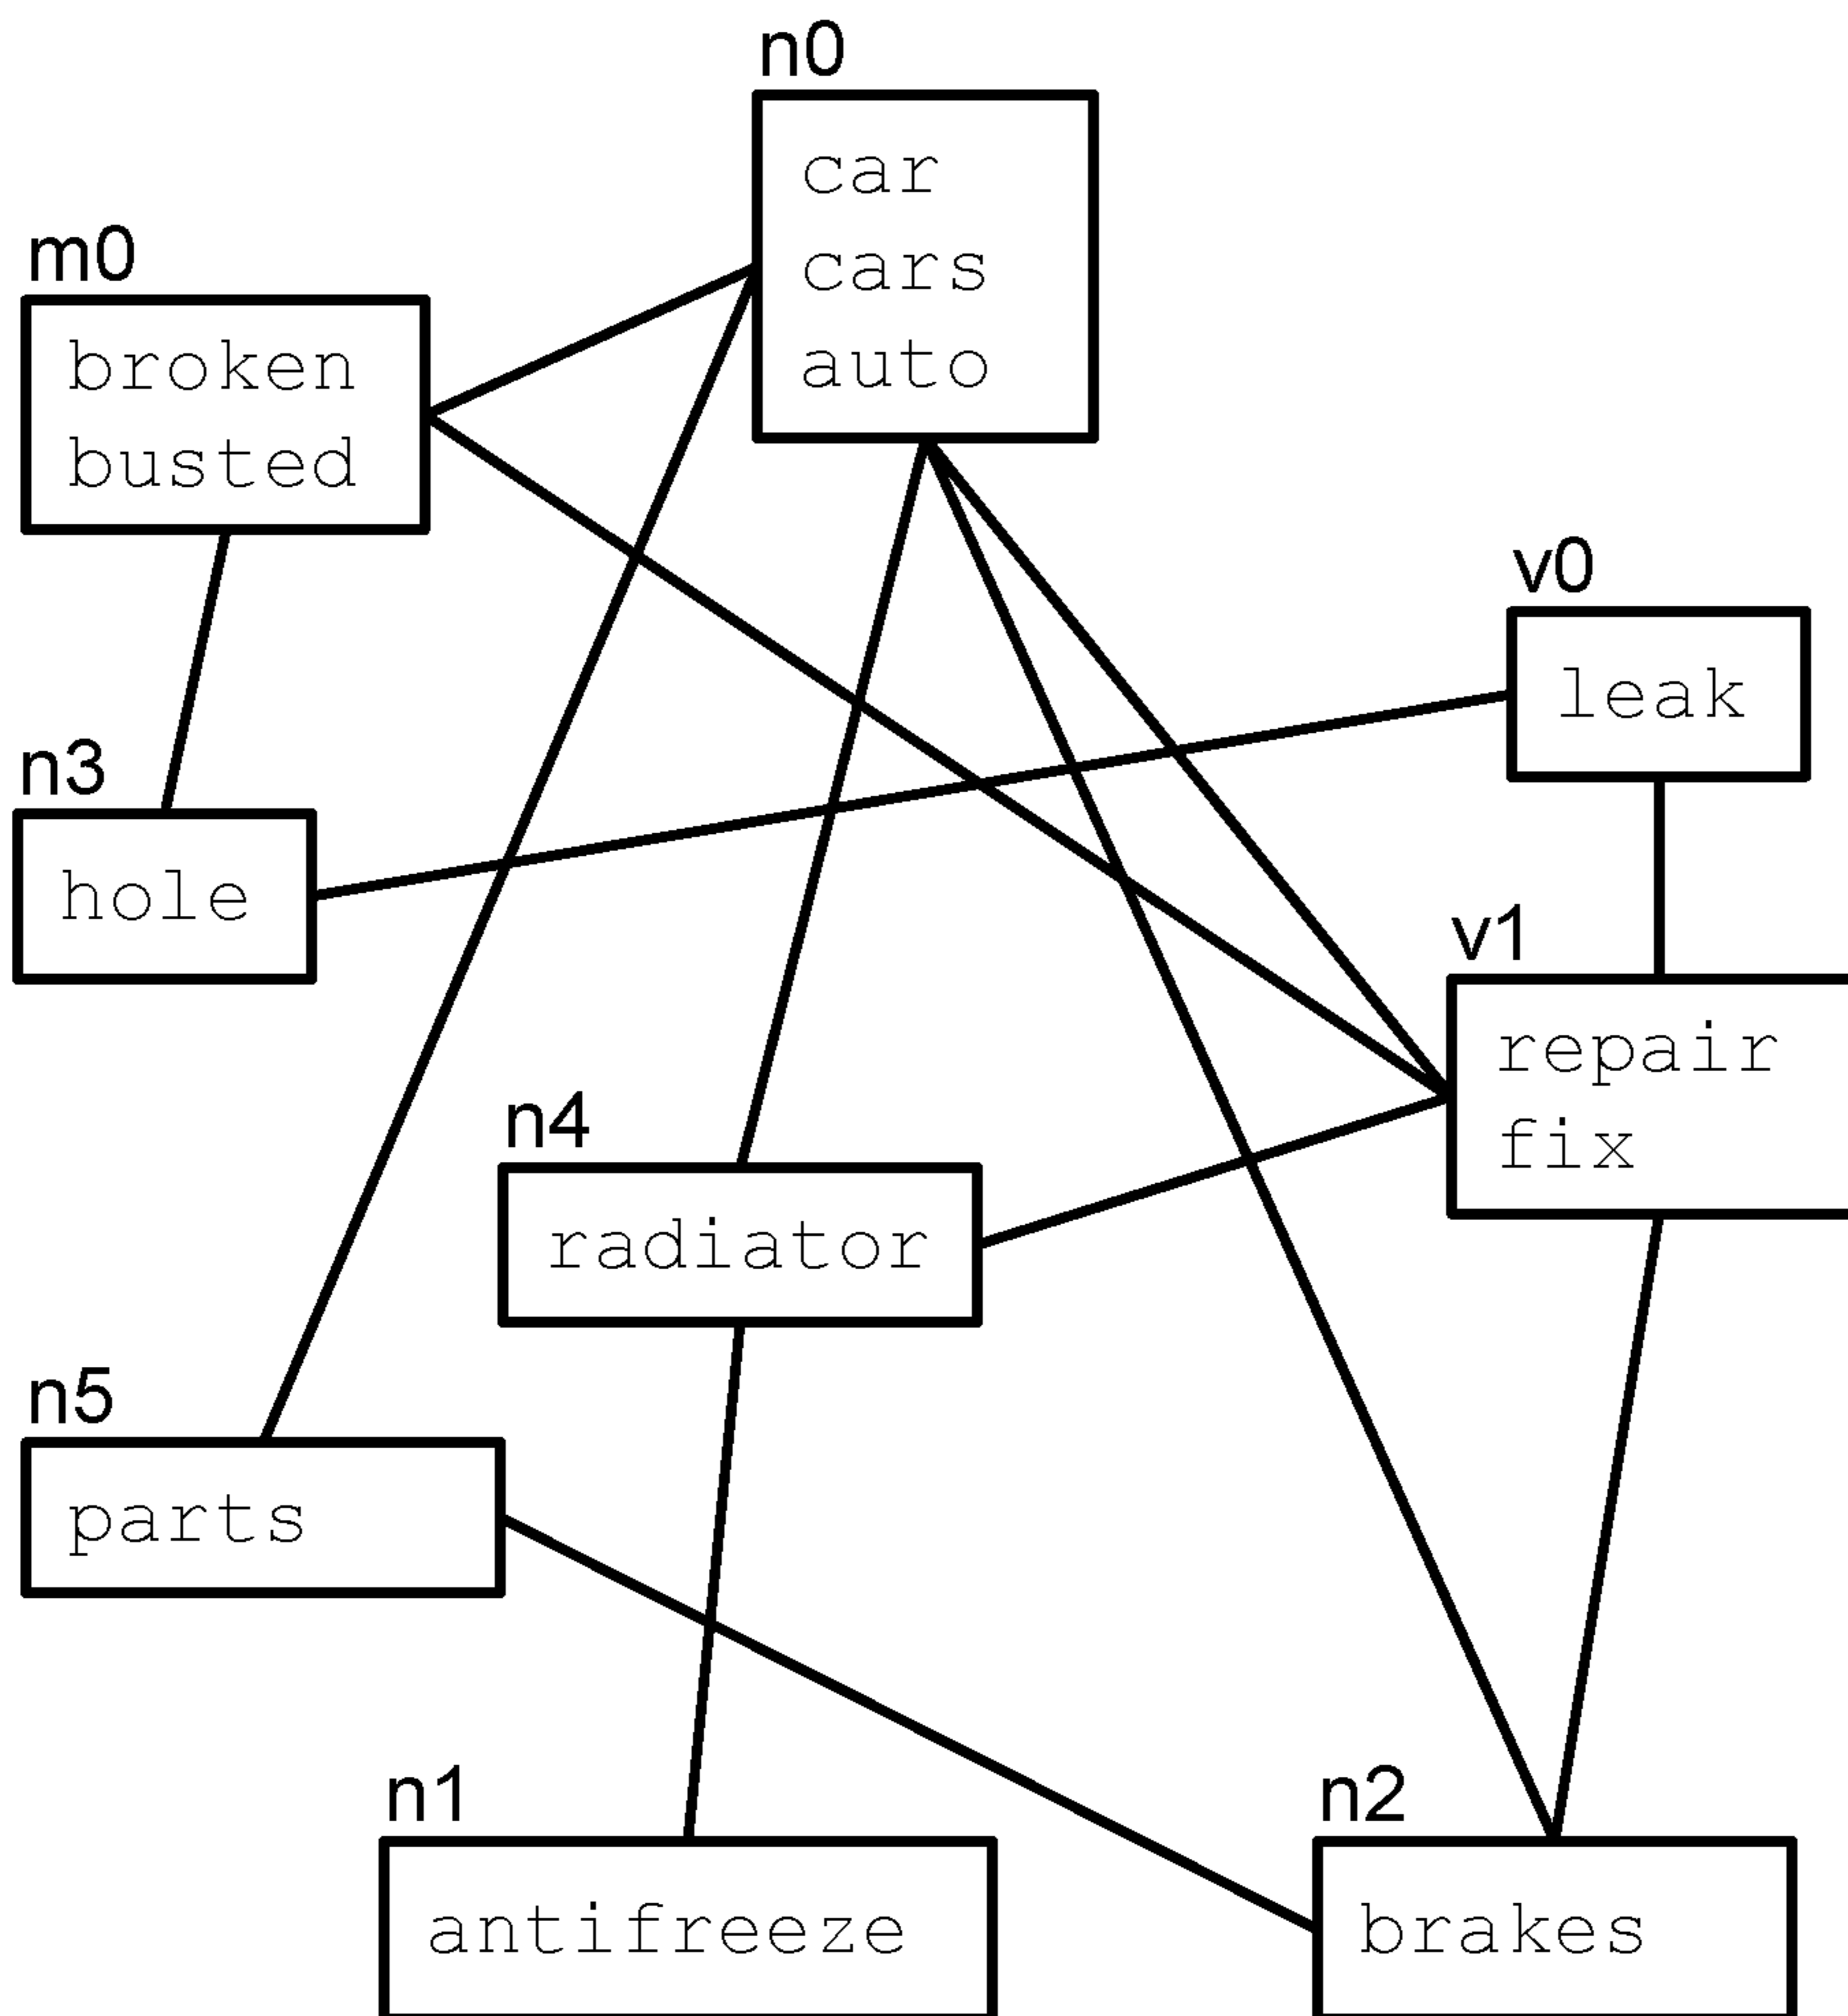 n0
car
cars
auto
m0
broken
busted
v0
leak
n3
hole
v1
repair
fix
n4
radiator
n5
parts
n1
antifreeze
n2
brakes